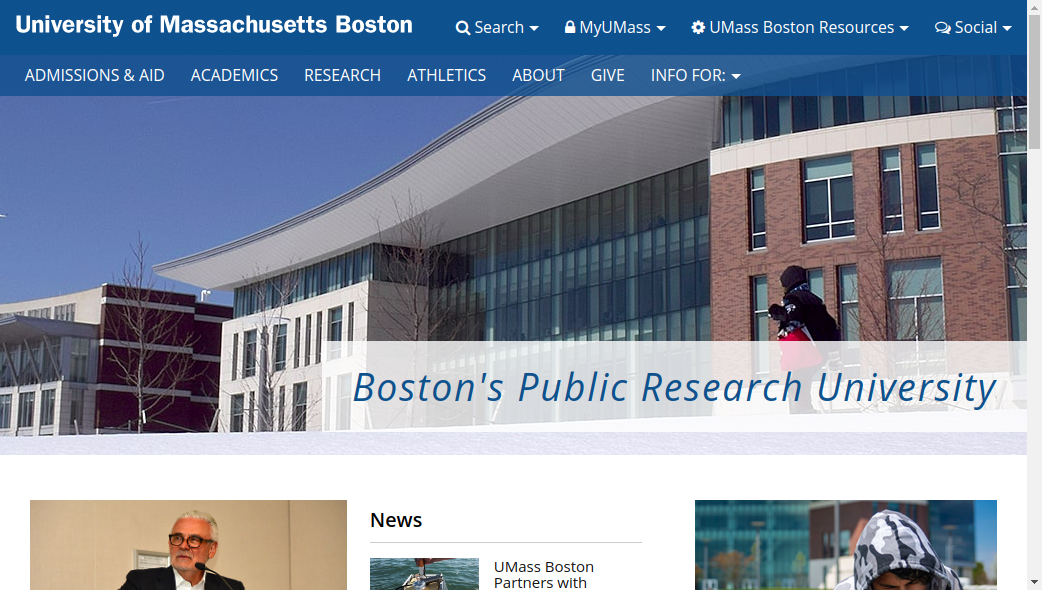 University of Massachusetts Boston
Search
MyUMass
UMass Boston Resources
Social
ADMISSIONS & AID
ACADEMICS
RESEARCH
ATHLETICS
ABOUT
GIVE
INFO FOR:
Boston's Public Research University
News
UMass Boston
Partners with